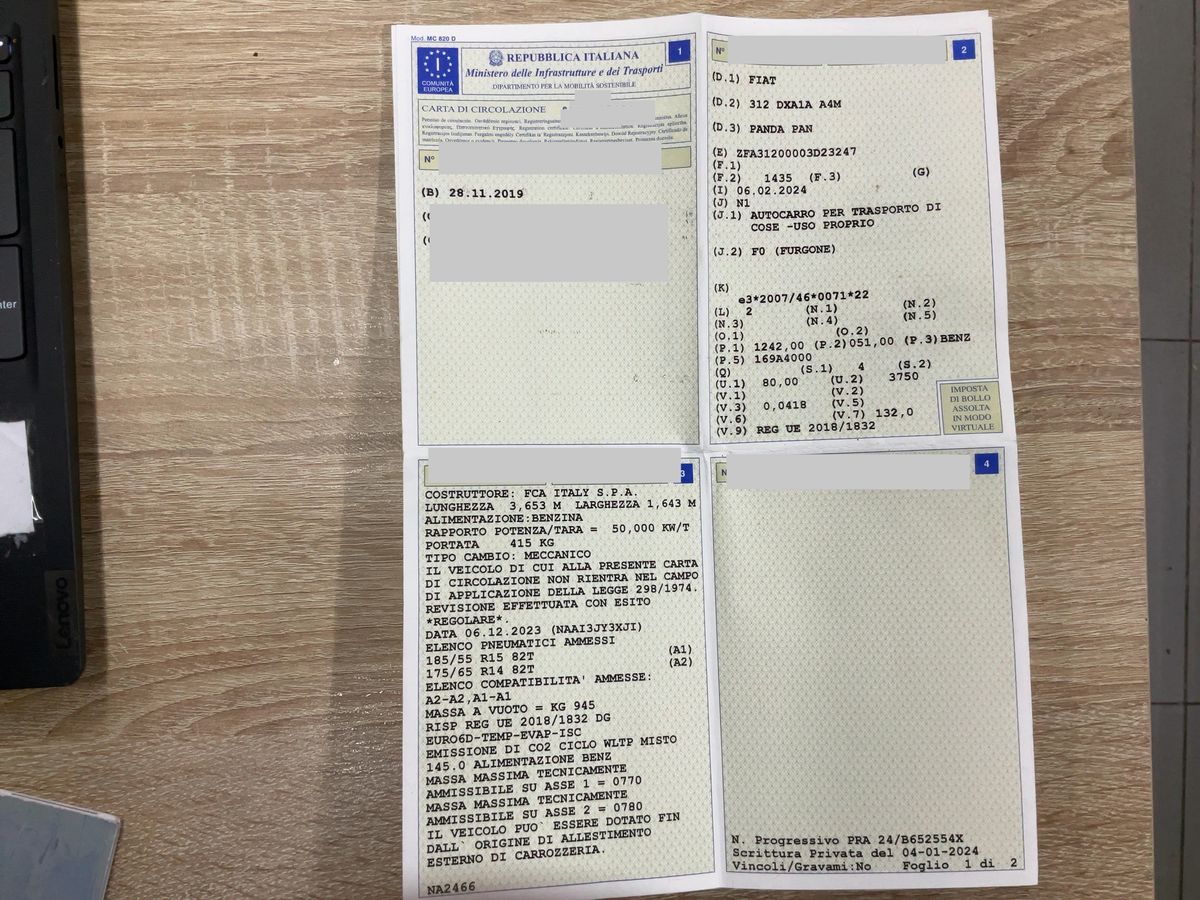 Mod. MC 820 D
COMUNITÀ
EUROPEA
I
REPUBBLICA ITALIANA
Ministero delle Infrastrutture e dei Trasporti
DIPARTIMENTO PER LA MOBILITÀ SOSTENIBILE
1
CARTA DI CIRCOLAZIONE
N°
(B) 28.11.2019
N°
2
(D.1) FIAT
(D.2) 312 DXA1A A4M
(D.3) PANDA PAN
(E) ZFA31200003D23247
(F.1)
(F.2) 1435 (F.3) (G)
(I) 06.02.2024
(J) N1
(J.1) AUTOCARRO PER TRASPORTO DI
COSE -USO PROPRIO
(J.2) F0 (FURGONE)
(K)
e3*2007/46*0071*22
(L) 2 (N.1) (N.2)
(N.3) (N.4) (N.5)
(O.1) (O.2)
(P.1) 1242,00 (P.2)051,00 (P.3)BENZ
(P.5) 169A4000
(Q) (S.1) 4 (S.2)
(U.1) 80,00 (U.2) 3750
(V.1) (V.2)
(V.3) 0,0418 (V.5)
(V.6) (V.7) 132,0
(V.9) REG UE 2018/1832
IMPOSTA
DI BOLLO
ASSOLTA
IN MODO
VIRTUALE
3
COSTRUTTORE: FCA ITALY S.P.A.
LUNGHEZZA 3,653 M LARGHEZZA 1,643 M
ALIMENTAZIONE:BENZINA
RAPPORTO POTENZA/TARA = 50,000 KW/T
PORTATA 415 KG
TIPO CAMBIO: MECCANICO
IL VEICOLO DI CUI ALLA PRESENTE CARTA
DI CIRCOLAZIONE NON RIENTRA NEL CAMPO
DI APPLICAZIONE DELLA LEGGE 298/1974.
REVISIONE EFFETTUATA CON ESITO
*REGOLARE*.
DATA 06.12.2023 (NAAI3JY3XJI)
ELENCO PNEUMATICI AMMESSI
185/55 R15 82T (A1)
175/65 R14 82T (A2)
ELENCO COMPATIBILITA' AMMESSE:
A2-A2,A1-A1
MASSA A VUOTO = KG 945
RISP REG UE 2018/1832 DG
EURO6D-TEMP-EVAP-ISC
EMISSIONE DI CO2 CICLO WLTP MISTO
145.0 ALIMENTAZIONE BENZ
MASSA MASSIMA TECNICAMENTE
AMMISSIBILE SU ASSE 1 = 0770
MASSA MASSIMA TECNICAMENTE
AMMISSIBILE SU ASSE 2 = 0780
IL VEICOLO PUO` ESSERE DOTATO FIN
DALL` ORIGINE DI ALLESTIMENTO
ESTERNO DI CARROZZERIA.
NA2466
4
N. Progressivo PRA 24/B652554X
Scrittura Privata del 04-01-2024
Vincoli/Gravami:No Foglio 1 di 2
Lenovo